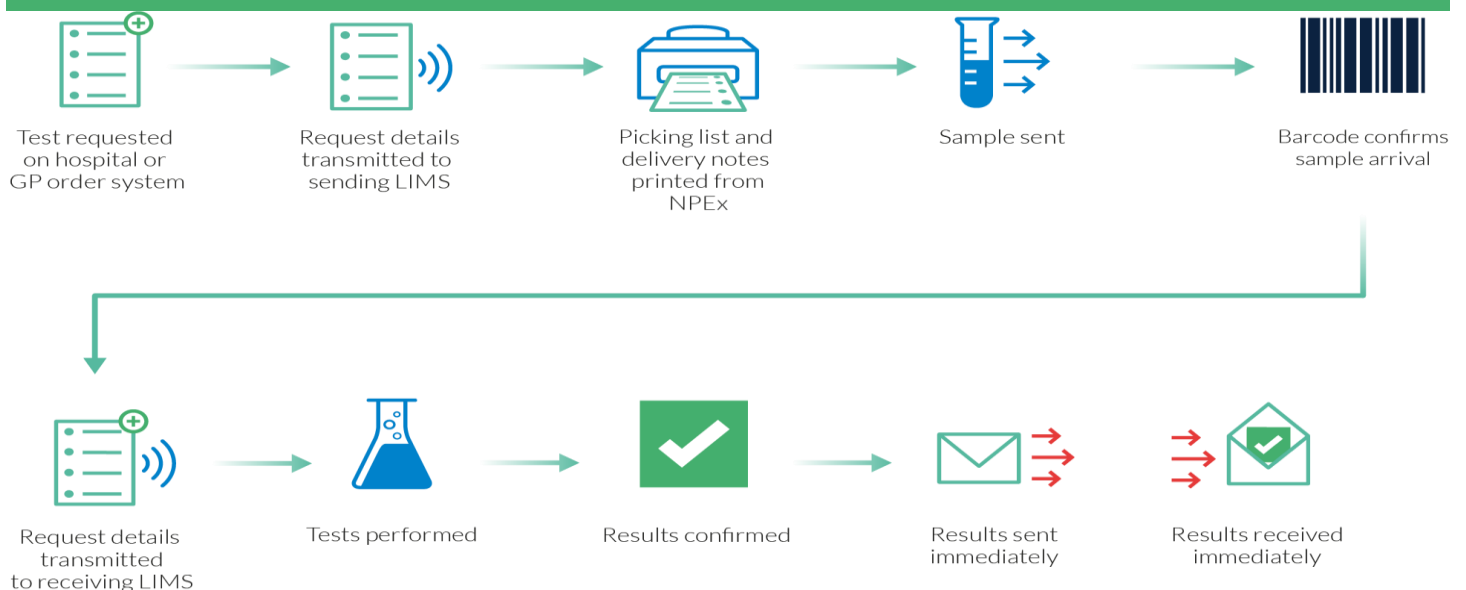 Test requested
on hospital or
GP order system
Request details
transmitted to
sending LIMS
Picking list and
delivery notes
printed from
NPEx
Sample sent
Barcode confirms
sample arrival
Request details
transmitted
to receiving LIMS
Tests performed
Results confirmed
Results sent
immediately
Results received
immediately